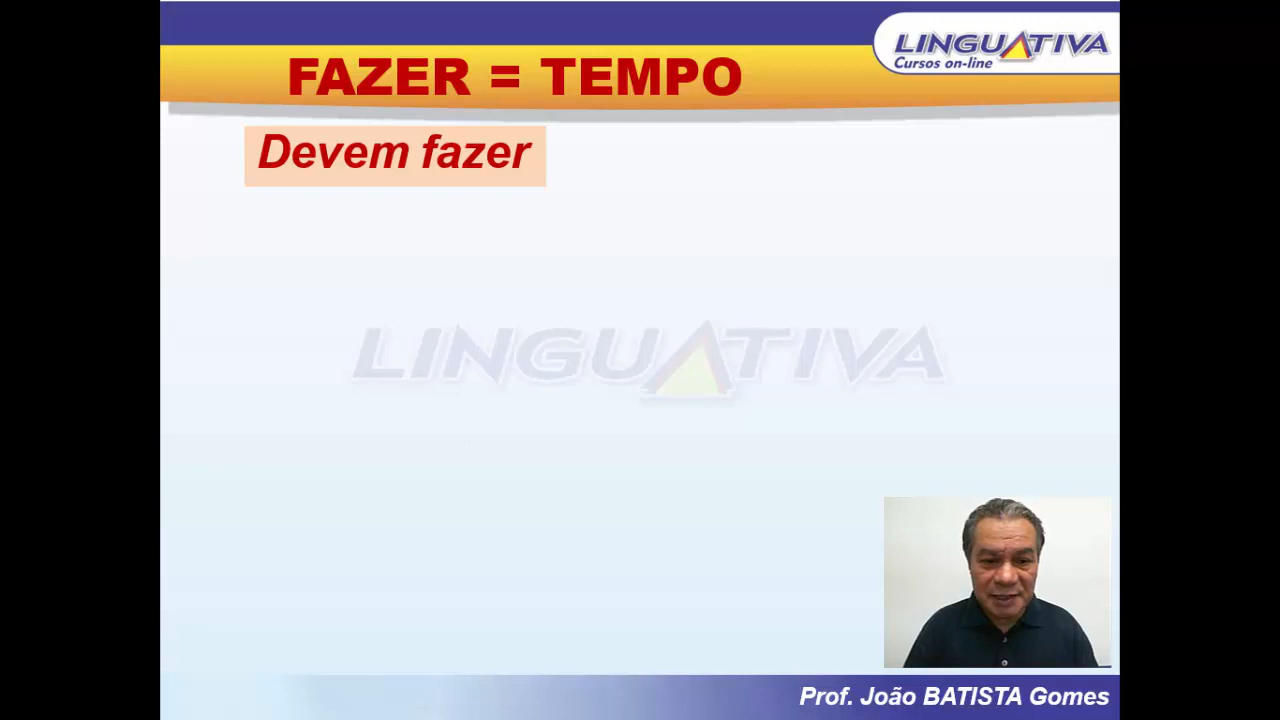 LINGUATIVA
Cursos on-line
FAZER = TEMPO
Devem fazer
LINGUATIVA
Prof. João BATISTA Gomes